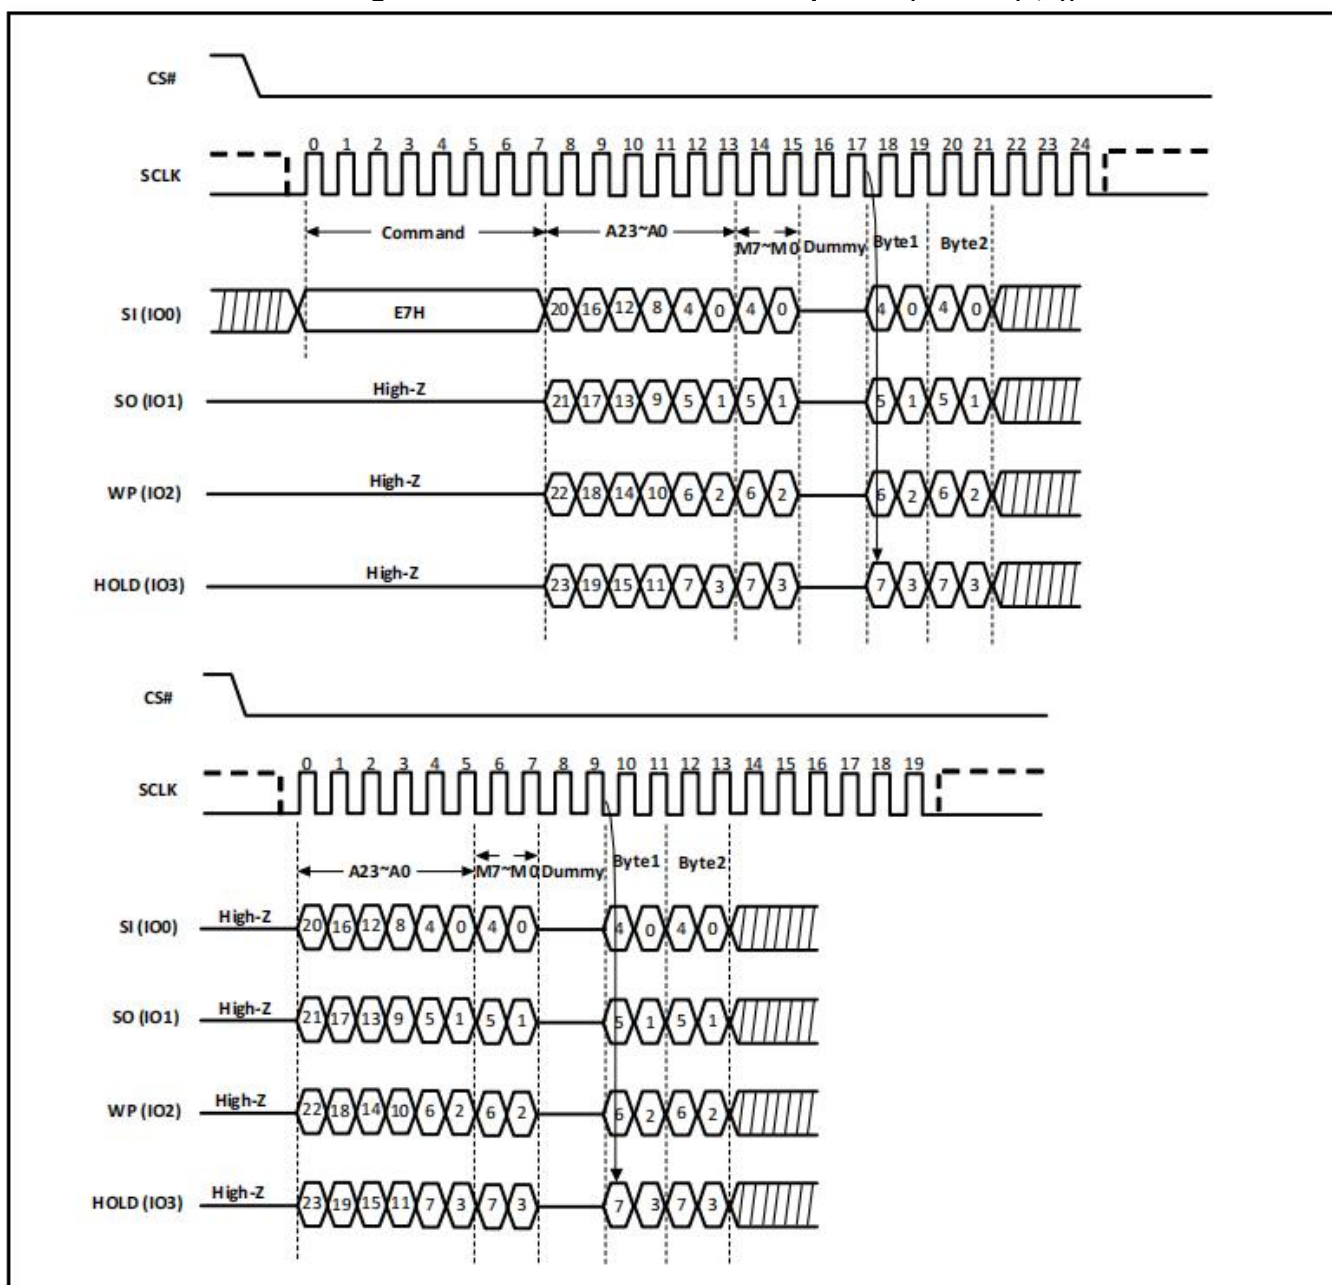 CS#
0 1 2 3 4 5 6 7 8 9 10 11 12 13 14 15 16 17 18 19 20 21 22 23 24
SCLK
Command A23~A0 M7~M0 Dummy Byte1 Byte2
SI (IO0) E7H 20 16 12 8 4 0 4 0 4 0 4 0
SO (IO1) High-Z 21 17 13 9 5 1 5 1 5 1 5 1
WP (IO2) High-Z 22 18 14 10 6 2 6 2 6 2 6 2
HOLD (IO3) High-Z 23 19 15 11 7 3 7 3 7 3 7 3
CS#
0 1 2 3 4 5 6 7 8 9 10 11 12 13 14 15 16 17 18 19
SCLK
A23~A0 M7~M0 Dummy Byte1 Byte2
SI (IO0) High-Z 20 16 12 8 4 0 4 0 4 0 4 0
SO (IO1) High-Z 21 17 13 9 5 1 5 1 5 1 5 1
WP (IO2) High-Z 22 18 14 10 6 2 6 2 6 2 6 2
HOLD (IO3) High-Z 23 19 15 11 7 3 7 3 7 3 7 3